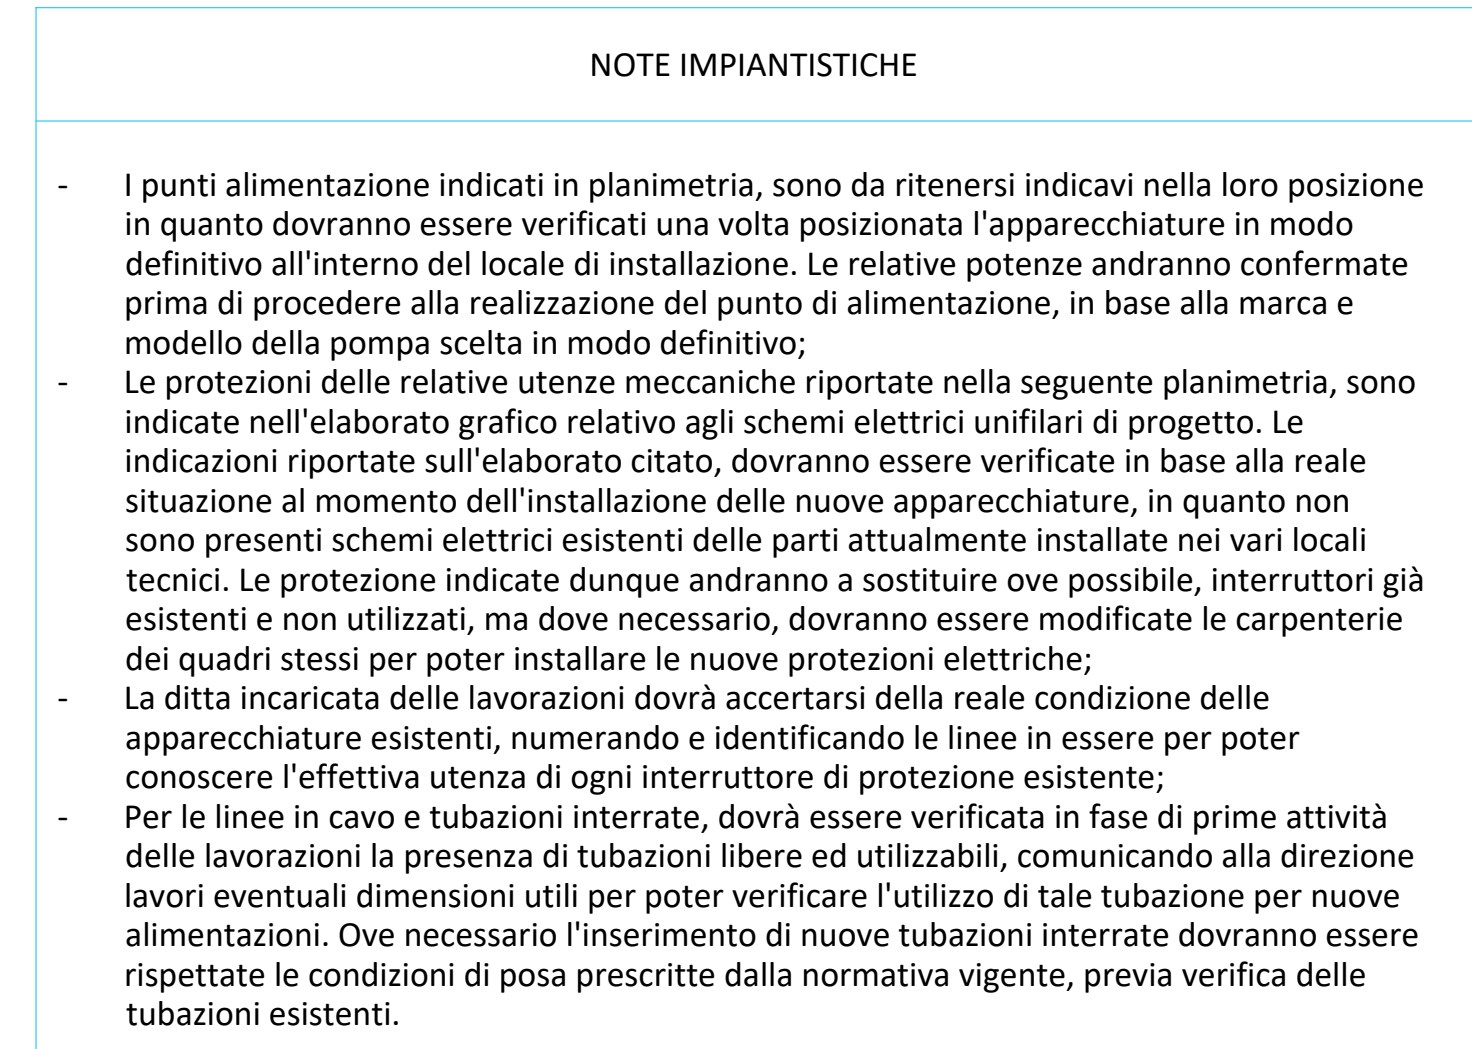 NOTE IMPIANTISTICHE
- I punti alimentazione indicati in planimetria, sono da ritenersi indicavi nella loro posizione
in quanto dovranno essere verificati una volta posizionata l'apparecchiature in modo
definitivo all'interno del locale di installazione. Le relative potenze andranno confermate
prima di procedere alla realizzazione del punto di alimentazione, in base alla marca e
modello della pompa scelta in modo definitivo;
- Le protezioni delle relative utenze meccaniche riportate nella seguente planimetria, sono
indicate nell'elaborato grafico relativo agli schemi elettrici unifilari di progetto. Le
indicazioni riportate sull'elaborato citato, dovranno essere verificate in base alla reale
situazione al momento dell'installazione delle nuove apparecchiature, in quanto non
sono presenti schemi elettrici esistenti delle parti attualmente installate nei vari locali
tecnici. Le protezione indicate dunque andranno a sostituire ove possibile, interruttori già
esistenti e non utilizzati, ma dove necessario, dovranno essere modificate le carpenterie
dei quadri stessi per poter installare le nuove protezioni elettriche;
- La ditta incaricata delle lavorazioni dovrà accertarsi della reale condizione delle
apparecchiature esistenti, numerando e identificando le linee in essere per poter
conoscere l'effettiva utenza di ogni interruttore di protezione esistente;
- Per le linee in cavo e tubazioni interrate, dovrà essere verificata in fase di prime attività
delle lavorazioni la presenza di tubazioni libere ed utilizzabili, comunicando alla direzione
lavori eventuali dimensioni utili per poter verificare l'utilizzo di tale tubazione per nuove
alimentazioni. Ove necessario l'inserimento di nuove tubazioni interrate dovranno essere
rispettate le condizioni di posa prescritte dalla normativa vigente, previa verifica delle
tubazioni esistenti.